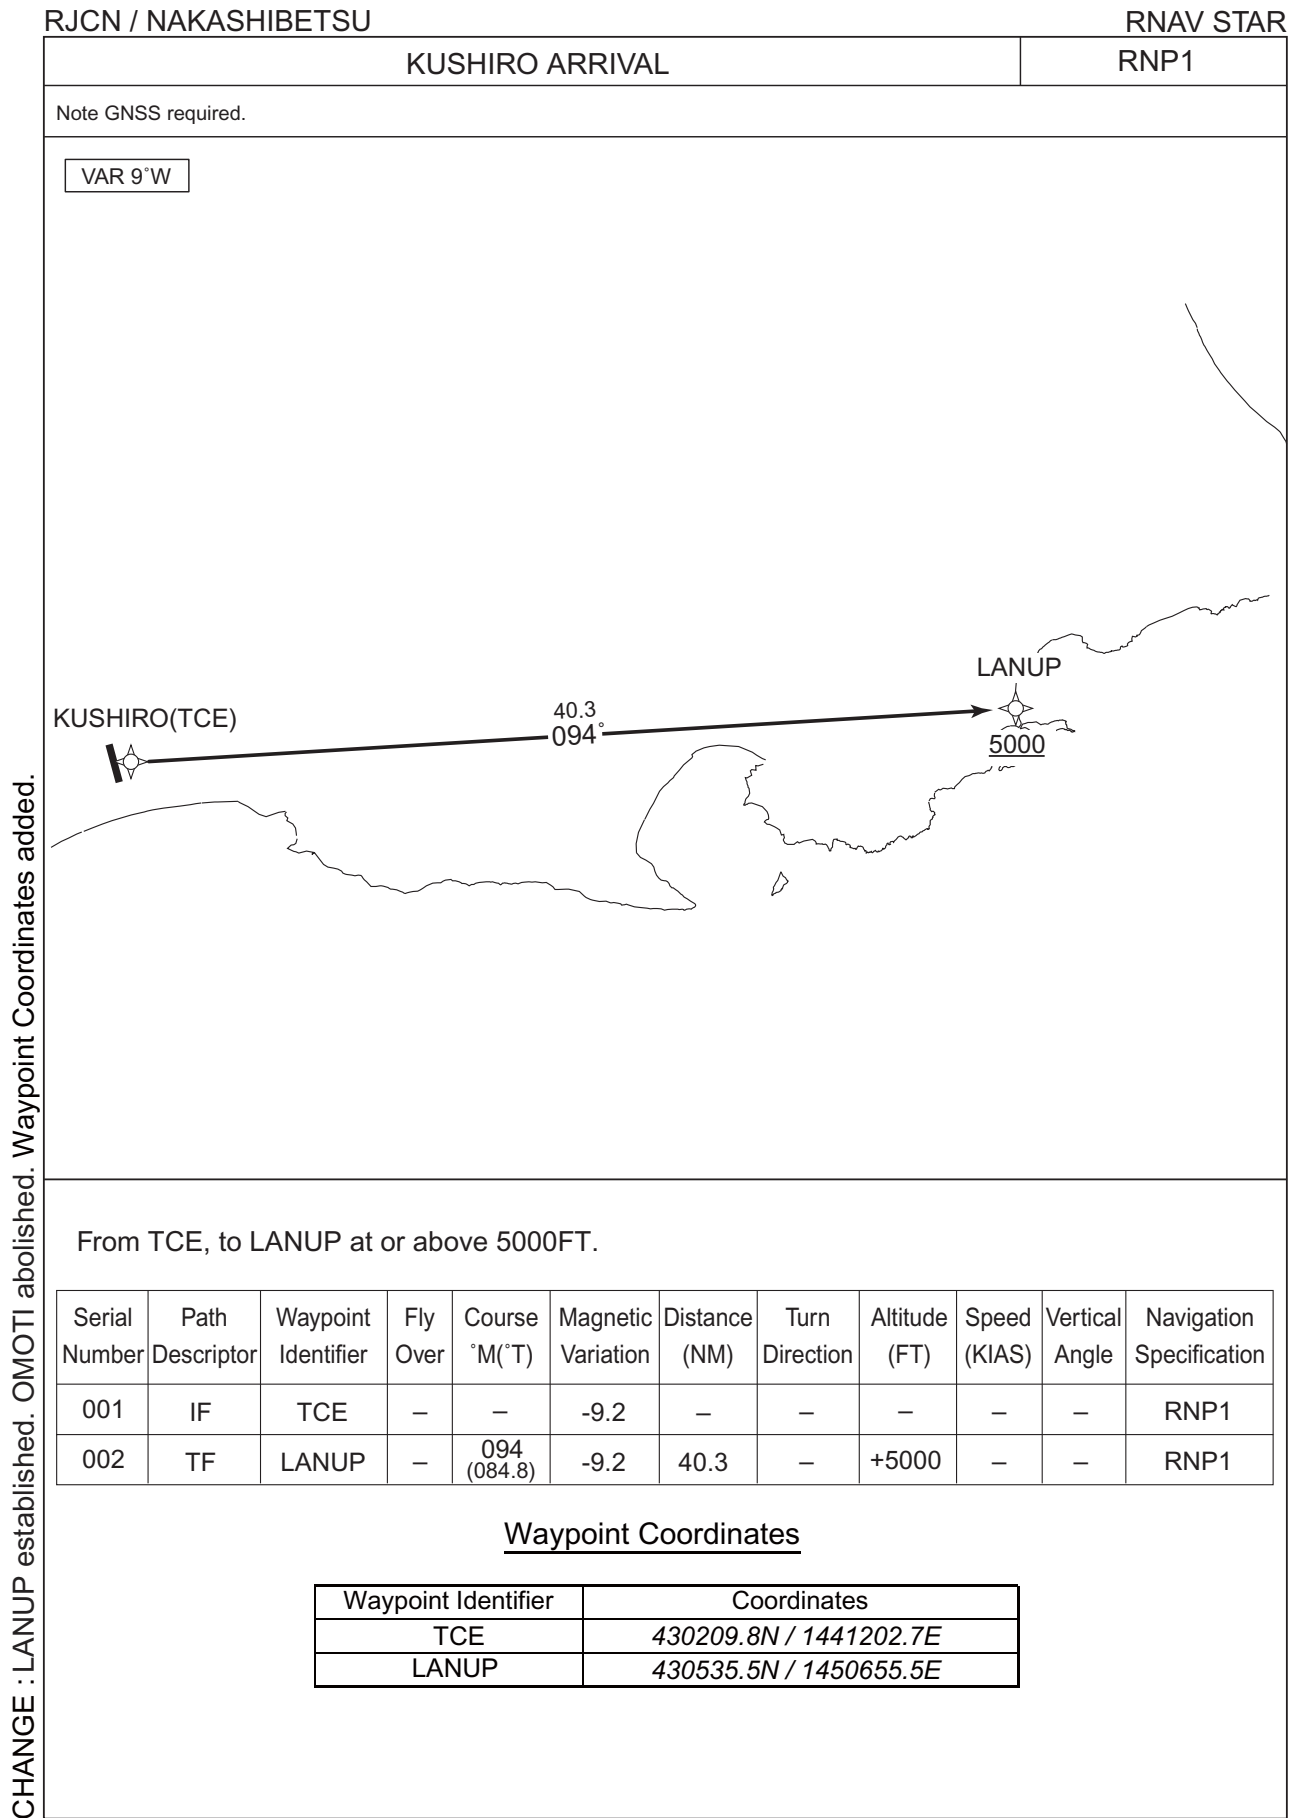 RJCN / NAKASHIBETSU RNAV STAR
KUSHIRO ARRIVAL RNP1
Note GNSS required.
VAR 9˚W
LANUP
KUSHIRO(TCE)
40.3
094˚
5000
From TCE, to LANUP at or above 5000FT.
Serial Number Path Descriptor Waypoint Identifier Fly Over Course ˚M(˚T) Magnetic Variation Distance (NM) Turn Direction Altitude (FT) Speed (KIAS) Vertical Angle Navigation Specification
001 IF TCE – – -9.2 – – – – – RNP1
002 TF LANUP – 094 (084.8) -9.2 40.3 – +5000 – – RNP1
Waypoint Coordinates
Waypoint Identifier Coordinates
TCE 430209.8N / 1441202.7E
LANUP 430535.5N / 1450655.5E
CHANGE : LANUP established. OMOTI abolished. Waypoint Coordinates added.